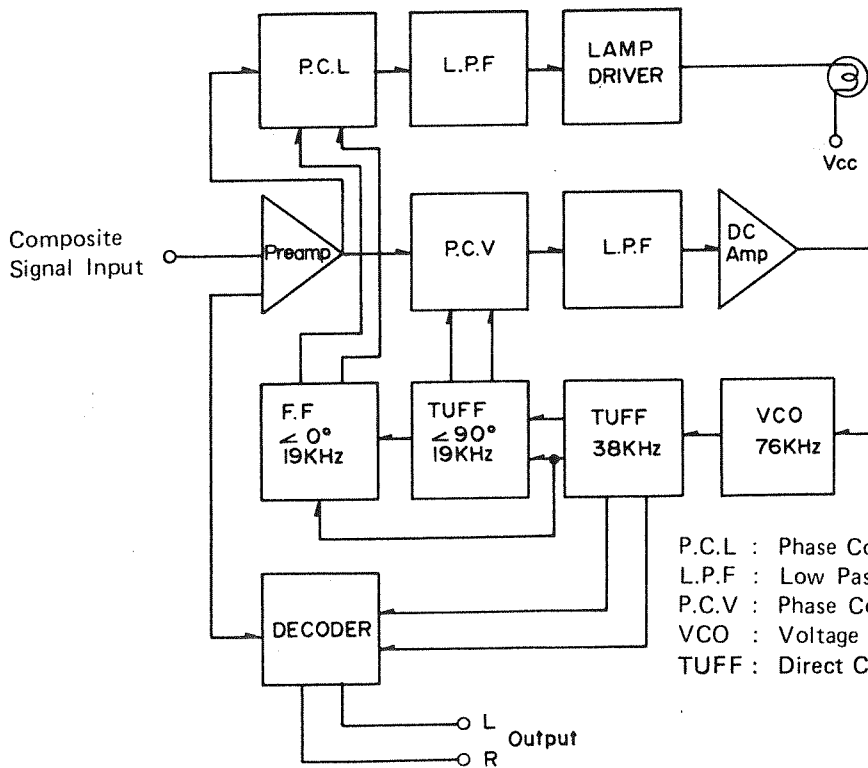 P.C.L
L.P.F
LAMP
DRIVER
Vcc
Composite
Signal Input
Preamp
P.C.V
L.P.F
DC
Amp
F.F
∠ 0°
19KHz
TUFF
∠ 90°
19KHz
TUFF
38KHz
VCO
76KHz
DECODER
P.C.L : Phase Co
L.P.F : Low Pas
P.C.V : Phase Co
VCO : Voltage
TUFF : Direct C
L
Output
R